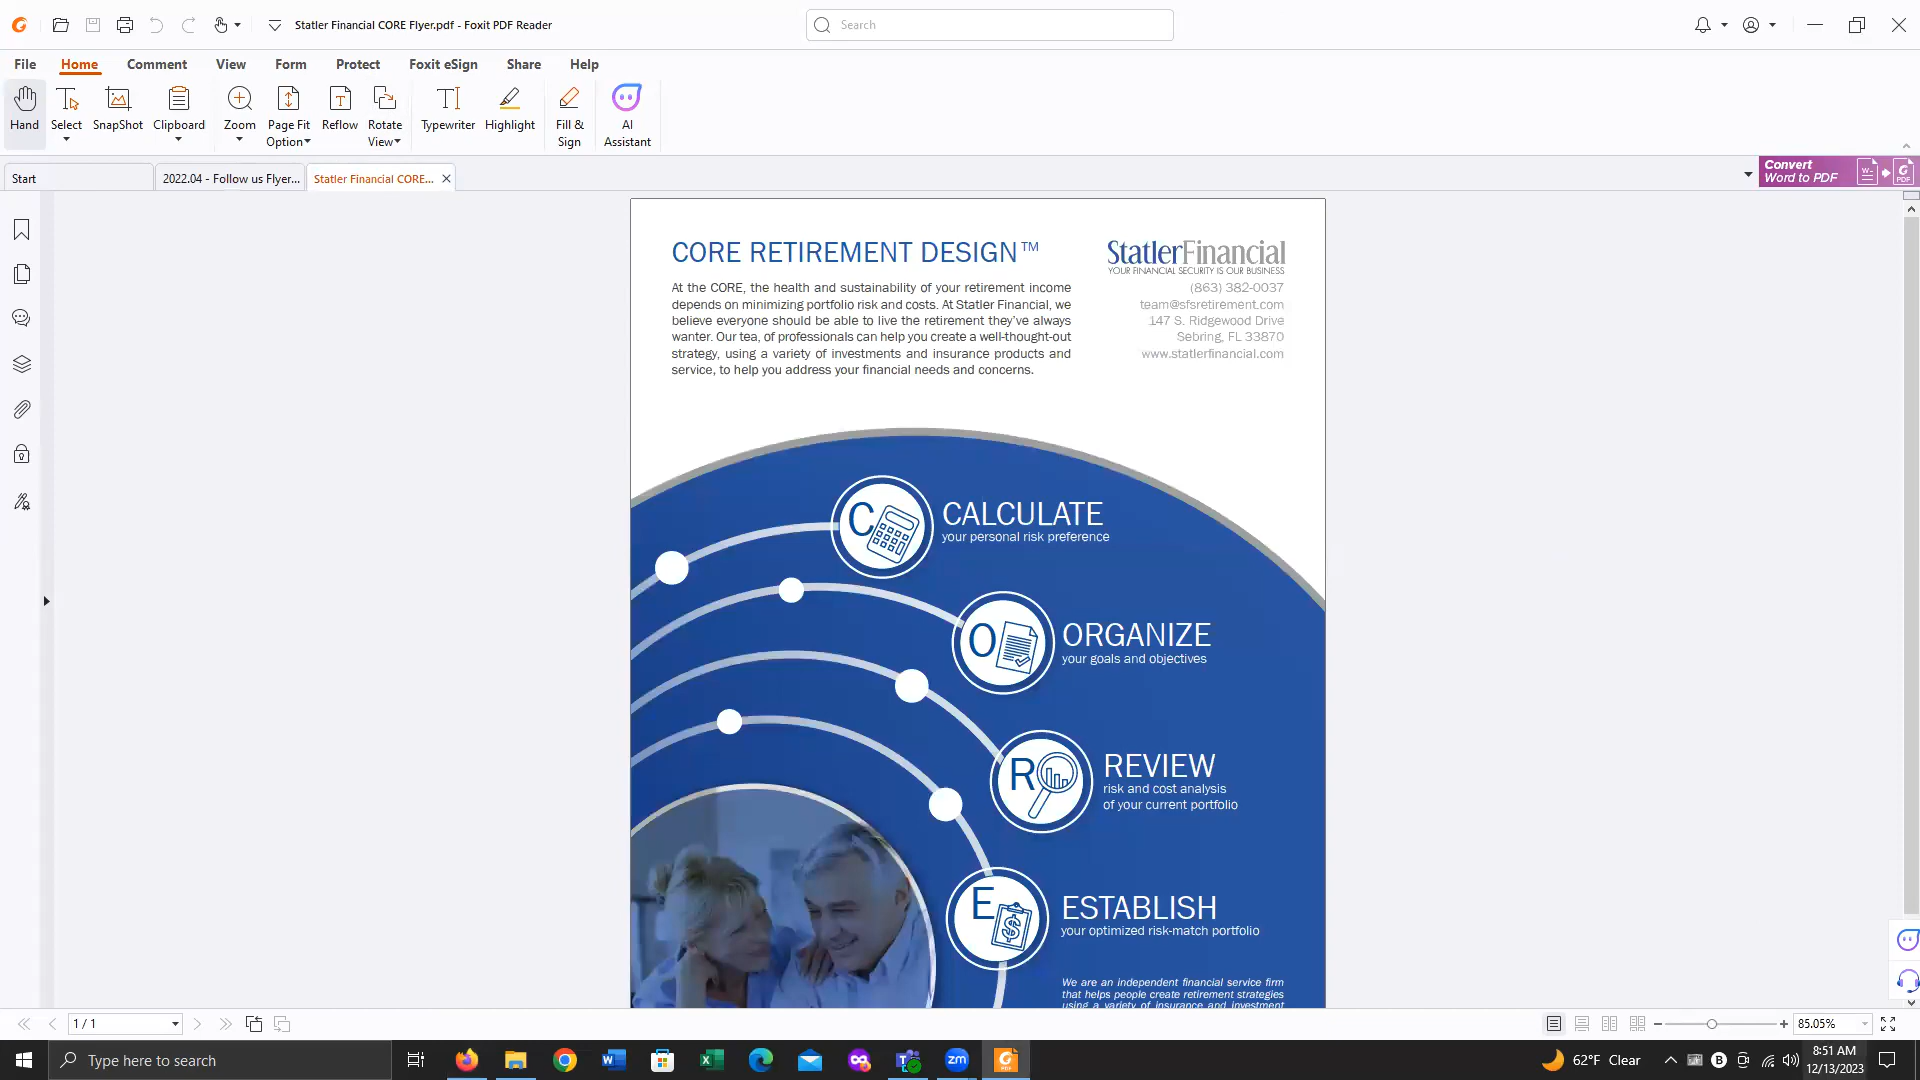 Statler Financial CORE Flyer.pdf - Foxit PDF Reader
Search
File Home Comment View Form Protect Foxit eSign Share Help
Hand Select SnapShot Clipboard Zoom Page Fit Option Reflow Rotate View Typewriter Highlight Fill & Sign AI Assistant
Start 2022.04 - Follow us Flyer... Statler Financial CORE...
Convert
Word to PDF
PDF
CORE RETIREMENT DESIGN™
At the CORE, the health and sustainability of your retirement income
depends on minimizing portfolio risk and costs. At Statler Financial, we
believe everyone should be able to live the retirement they've always
wanter. Our tea, of professionals can help you create a well-thought-out
strategy, using a variety of investments and insurance products and
service, to help you address your financial needs and concerns.
StatlerFinancial
YOUR FINANCIAL SECURITY IS OUR BUSINESS
(863) 382-0037
team@sfsretirement.com
147 S. Ridgewood Drive
Sebring, FL 33870
www.statlerfinancial.com
C CALCULATE
your personal risk preference
O ORGANIZE
your goals and objectives
R REVIEW
risk and cost analysis
of your current portfolio
E ESTABLISH
$
your optimized risk-match portfolio
We are an independent financial service firm
that helps people create retirement strategies
using a variety of insurance and investment
1 / 1
85.05%
Type here to search
62°F Clear
8:51 AM
12/13/2023